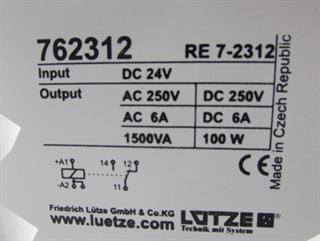 762312 RE 7-2312
Input DC 24V
Output AC 250V DC 250V
AC 6A DC 6A
1500VA 100 W
Made in Czech Republic
+A1 14 12
-A2 11
CE
Friedrich Lütze GmbH & Co.KG
www.luetze.com
LÜTZE
Technik mit System